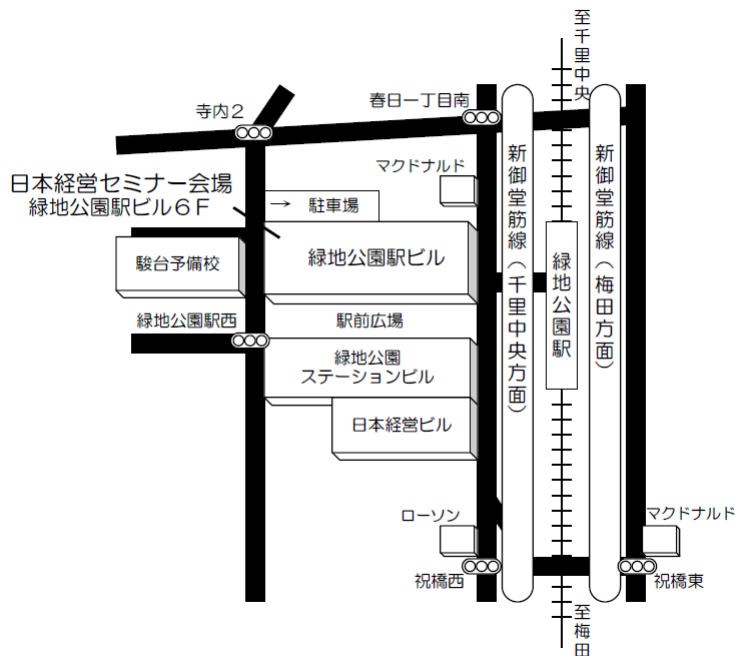 至千里中央
春日一丁目南
寺内２
マクドナルド
新御堂筋線（千里中央方面）
新御堂筋線（梅田方面）
日本経営セミナー会場
緑地公園駅ビル６Ｆ
→ 駐車場
駿台予備校
緑地公園駅ビル
緑地公園駅
緑地公園駅西
駅前広場
緑地公園
ステーションビル
日本経営ビル
ローソン
マクドナルド
祝橋西
祝橋東
至梅田